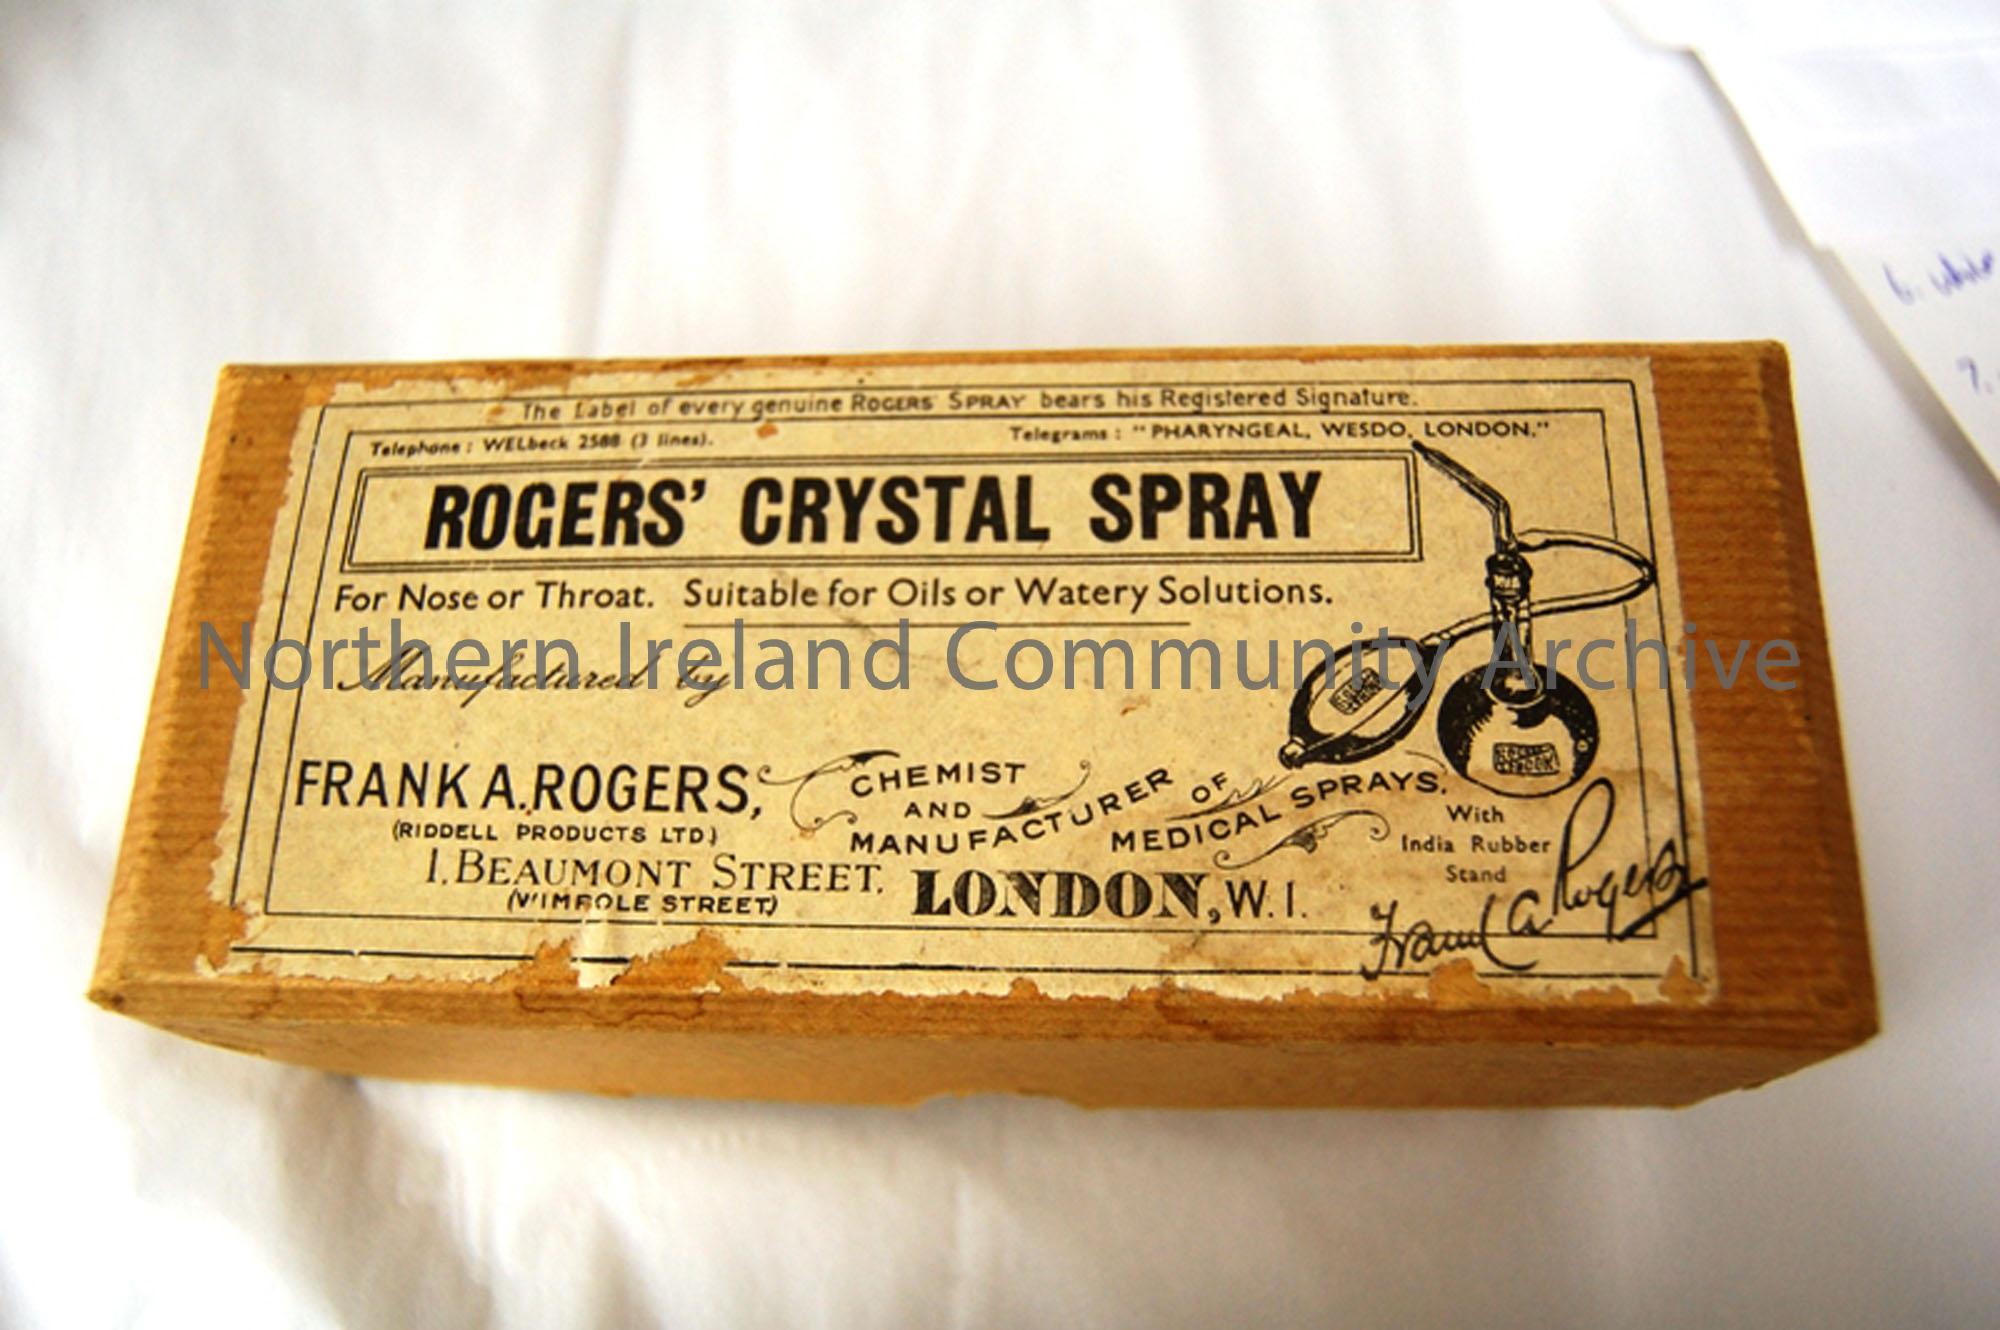 The Label of every genuine ROGERS' SPRAY bears his Registered Signature.
Telephone: WELbeck 2588 (3 lines). Telegrams: "PHARYNGEAL, WESDO, LONDON."
ROGERS' CRYSTAL SPRAY
For Nose or Throat. Suitable for Oils or Watery Solutions.
Northern Ireland Community Archive
Manufactured by
FRANK A. ROGERS,
(RIDDELL PRODUCTS LTD.)
1, BEAUMONT STREET,
(WIMPOLE STREET)
CHEMIST
AND
MANUFACTURER OF
MEDICAL SPRAYS.
LONDON, W.1.
With
India Rubber
Stand
Frank A. Rogers
6. white
7.